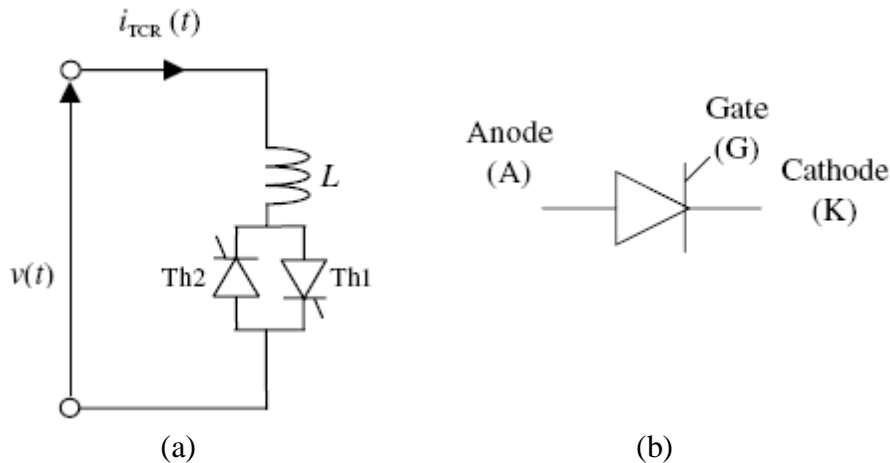 i_TCR (t)
L
v(t)
Th2
Th1
(a)
Anode
(A)
Gate
(G)
Cathode
(K)
(b)